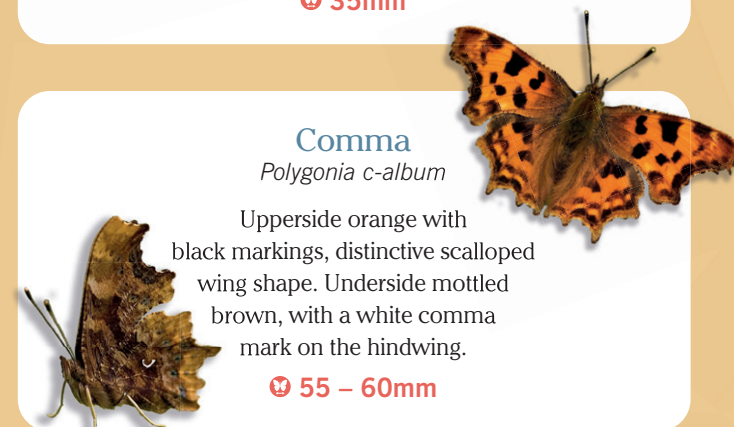 35mm
Comma
Polygonia c-album
Upperside orange with
black markings, distinctive scalloped
wing shape. Underside mottled
brown, with a white comma
mark on the hindwing.
55 – 60mm